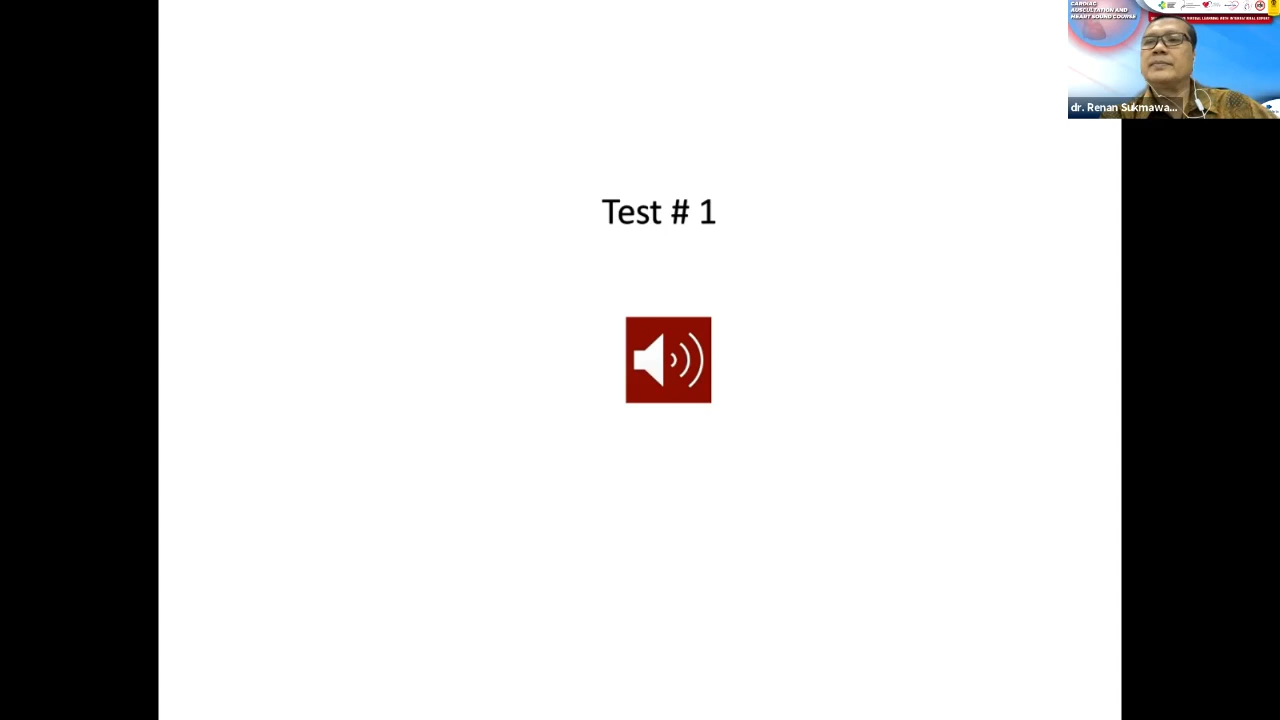 CARDIAC
AUSCULTATION AND
HEART SOUND COURSE
dr. Renan Sukmawa...
Test # 1